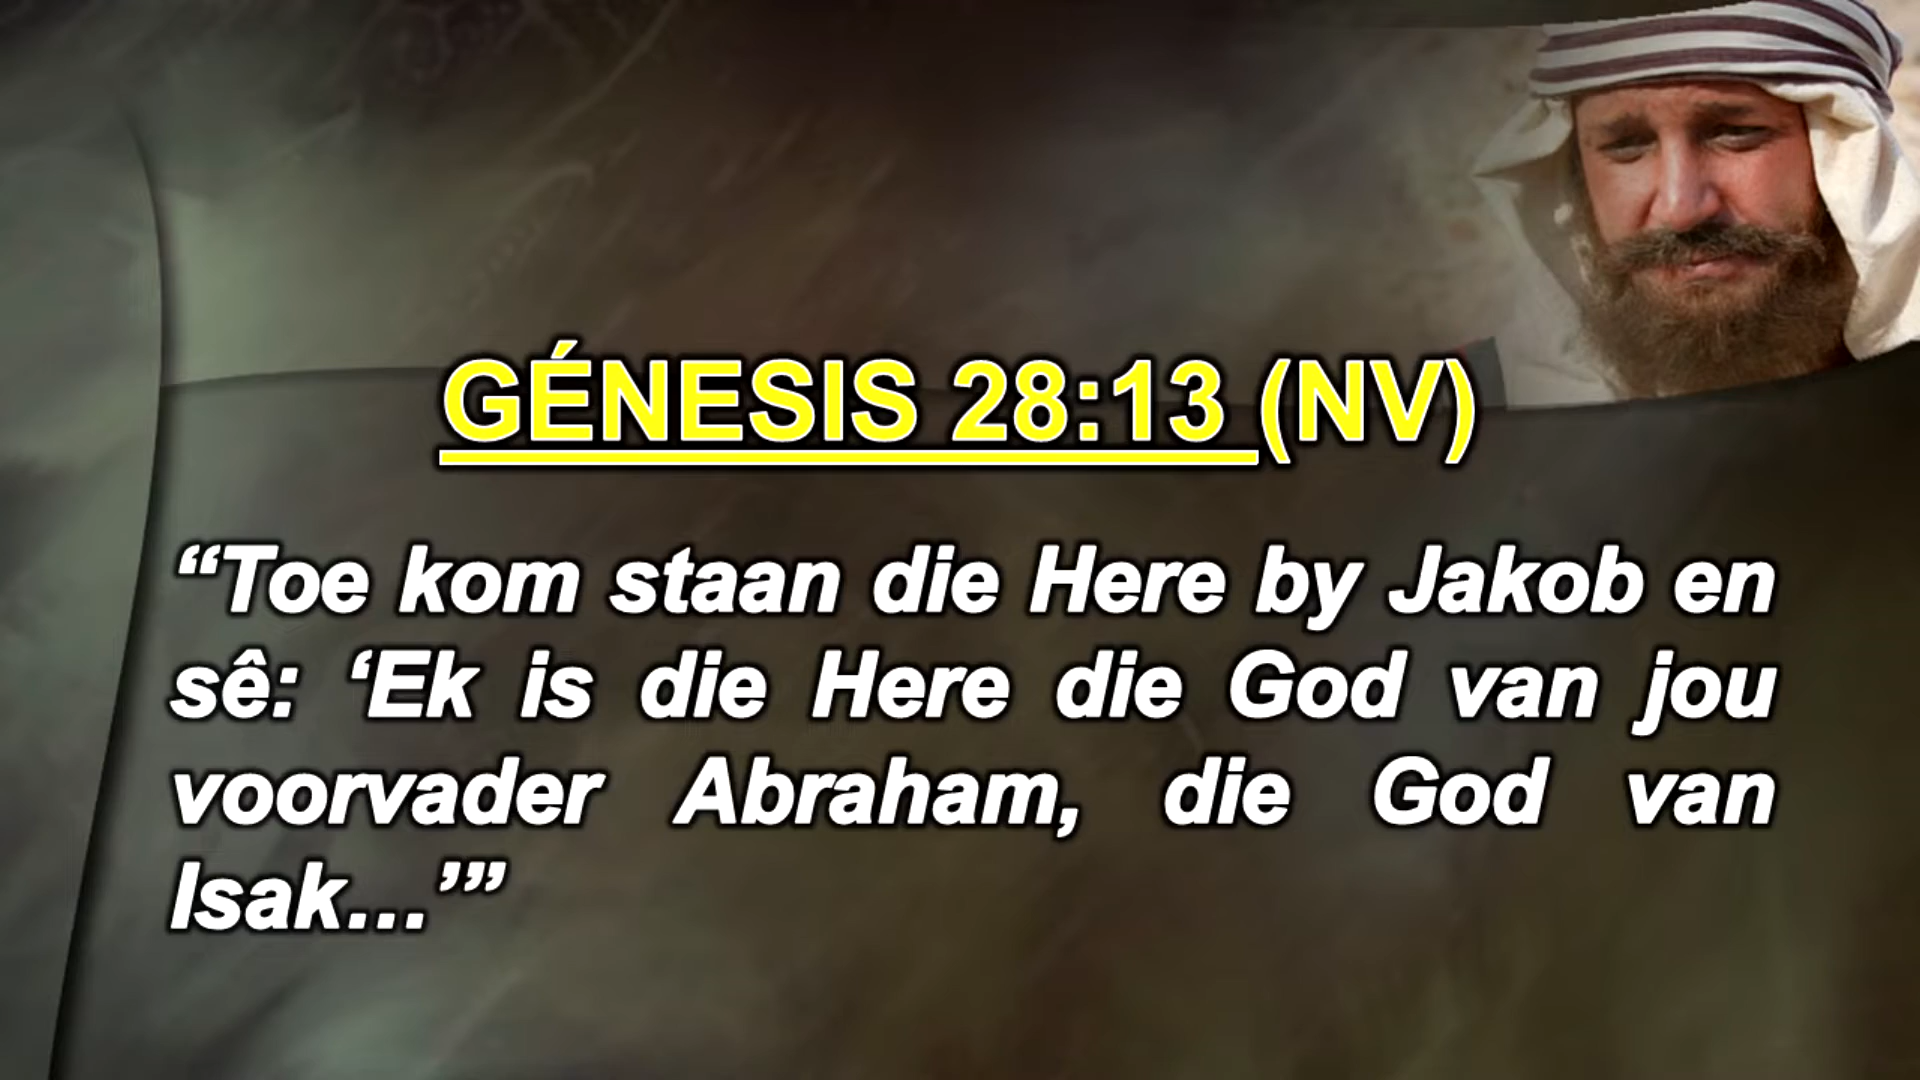 GÉNESIS 28:13 (NV)
“Toe kom staan die Here by Jakob en
sê: ‘Ek is die Here die God van jou
voorvader Abraham, die God van
Isak...’”